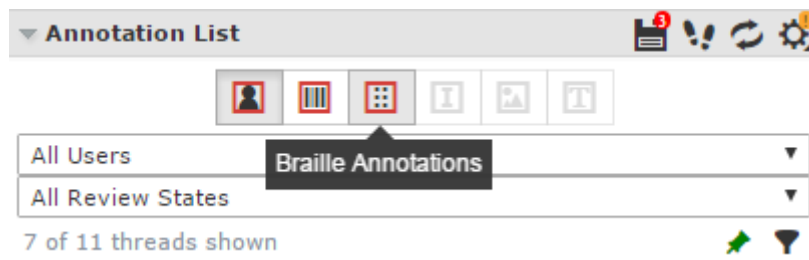 Annotation List
3
!
I
T
Braille Annotations
All Users
All Review States
7 of 11 threads shown